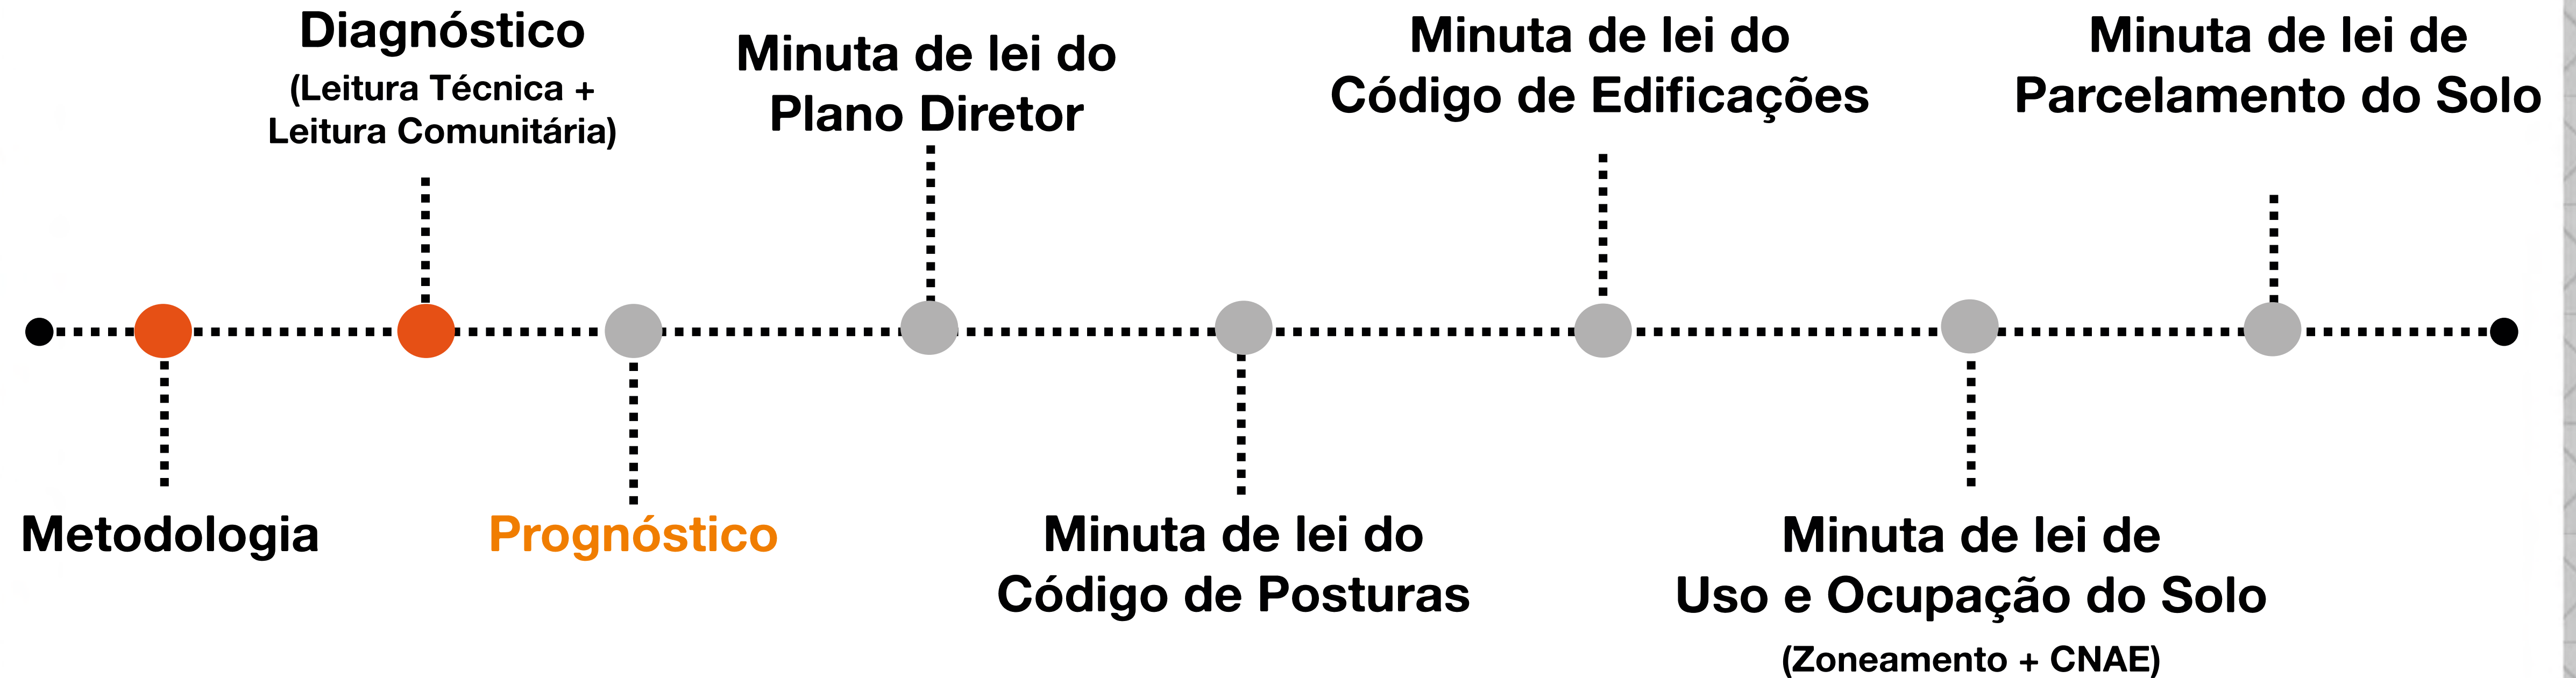 Diagnóstico
(Leitura Técnica +
Leitura Comunitária)
Minuta de lei do
Plano Diretor
Minuta de lei do
Código de Edificações
Minuta de lei de
Parcelamento do Solo
Metodologia
Prognóstico
Minuta de lei do
Código de Posturas
Minuta de lei de
Uso e Ocupação do Solo
(Zoneamento + CNAE)